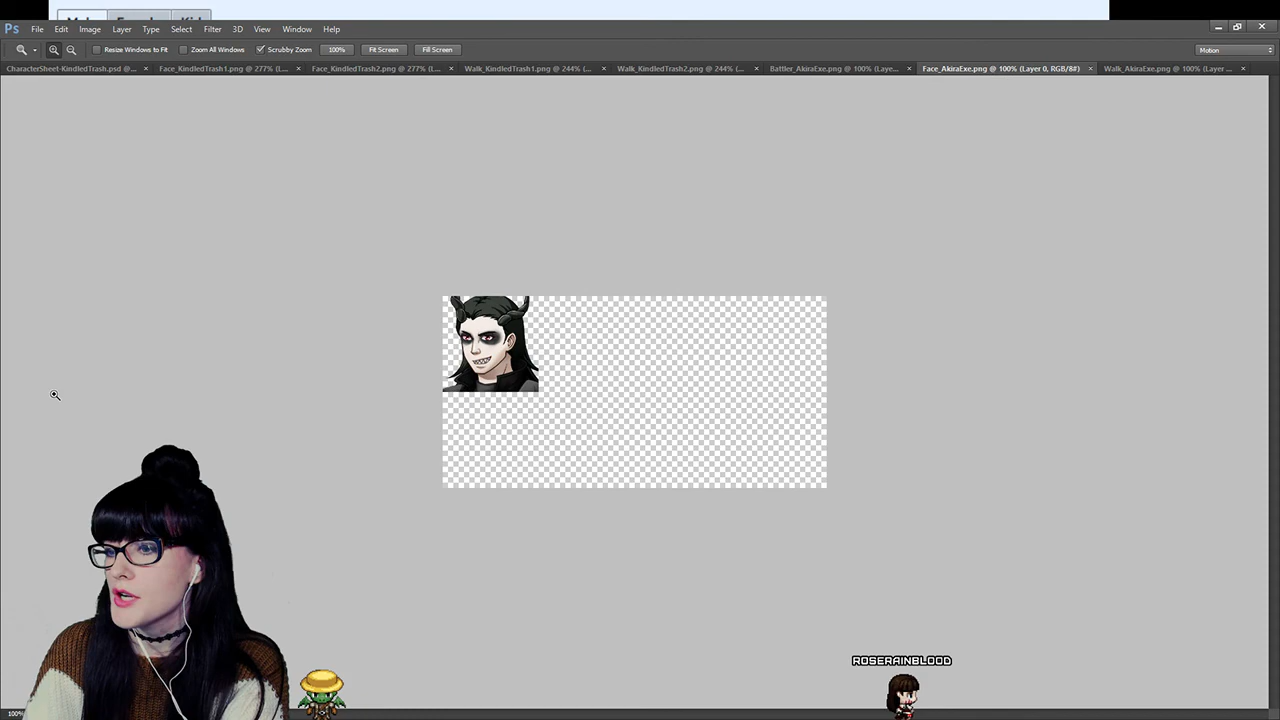 Ps File Edit Image Layer Type Select Filter 3D View Window Help
Resize Windows to Fit Zoom All Windows Scrubby Zoom 100% Fit Screen Fill Screen Motion
CharacterSheet-KindledTrash.psd @... × Face_KindledTrash1.png @ 277% (L... × Face_KindledTrash2.png @ 277% (L... × Walk_KindledTrash1.png @ 244% (... × Walk_KindledTrash2.png @ 244% (... × Battler_AkiraExe.png @ 100% (Laye... × Face_AkiraExe.png @ 100% (Layer 0, RGB/8#) × Walk_AkiraExe.png @ 100% (Layer ... ×
ROSERAINBLOOD
100%